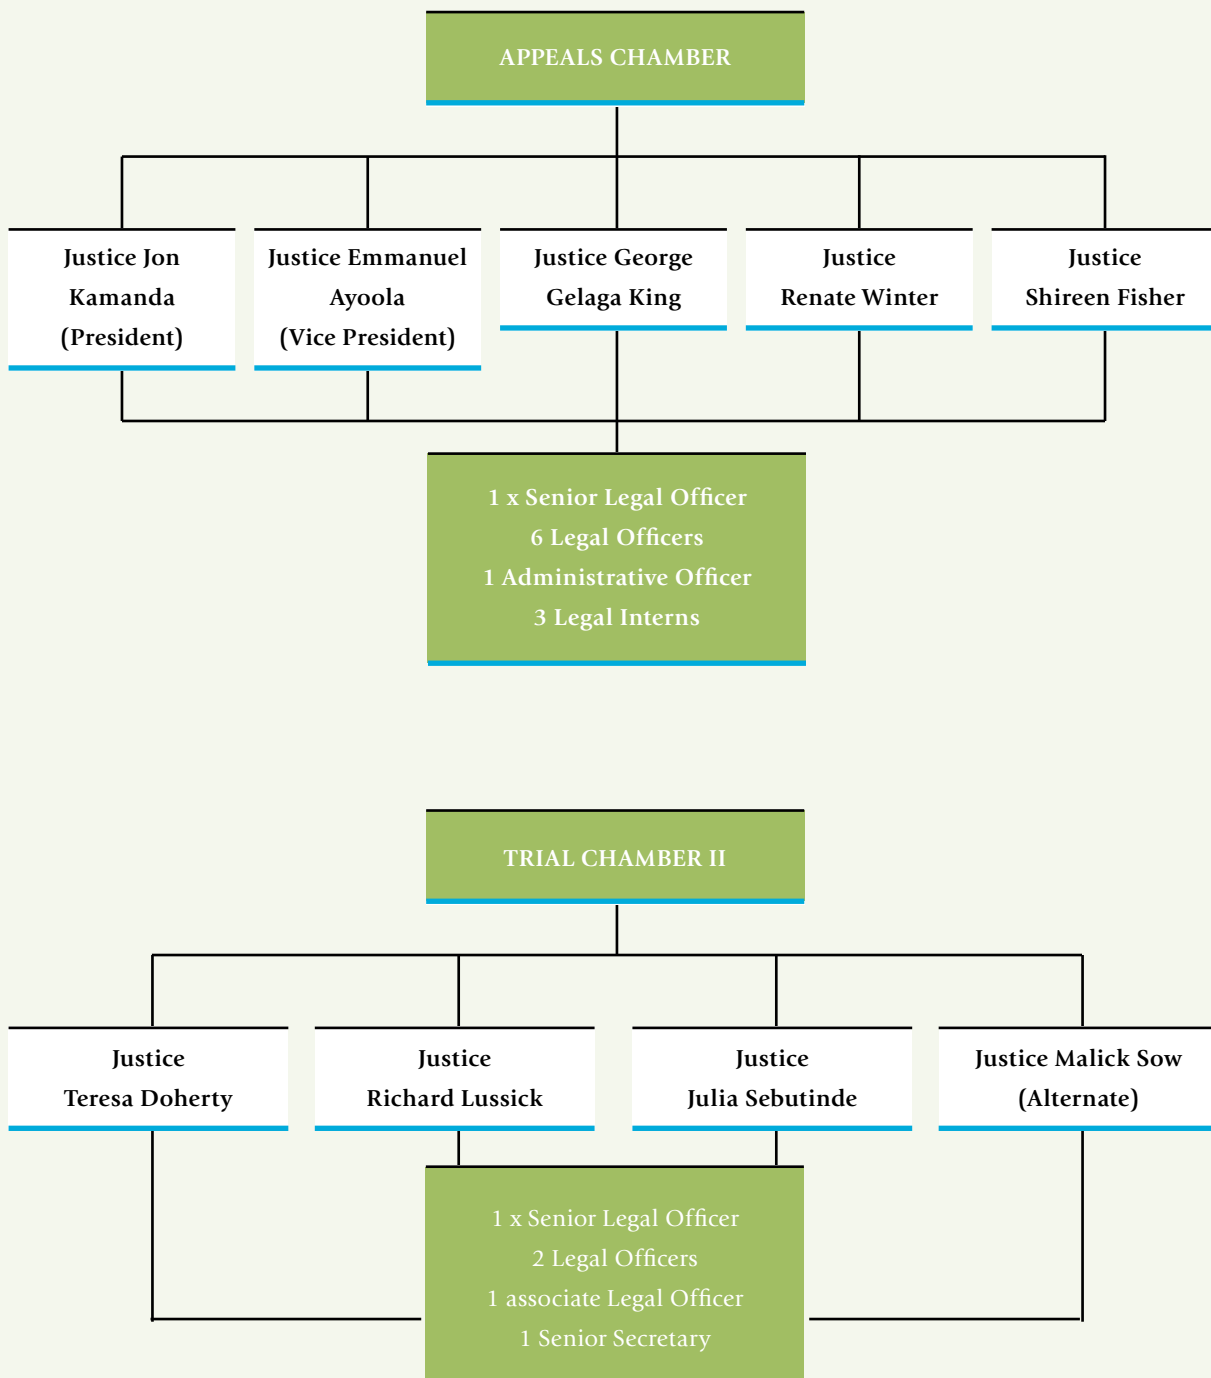 APPEALS CHAMBER
Justice Jon
Kamanda
(President)
Justice Emmanuel
Ayoola
(Vice President)
Justice George
Gelaga King
Justice
Renate Winter
Justice
Shireen Fisher
1 x Senior Legal Officer
6 Legal Officers
1 Administrative Officer
3 Legal Interns
TRIAL CHAMBER II
Justice
Teresa Doherty
Justice
Richard Lussick
Justice
Julia Sebutinde
Justice Malick Sow
(Alternate)
1 x Senior Legal Officer
2 Legal Officers
1 associate Legal Officer
1 Senior Secretary